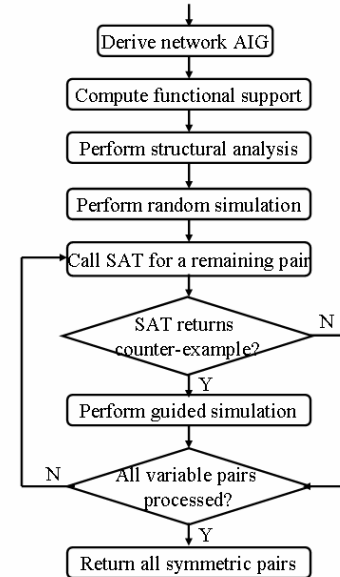 Derive network AIG
Compute functional support
Perform structural analysis
Perform random simulation
Call SAT for a remaining pair
SAT returns
counter-example?
N
Y
Perform guided simulation
N
All variable pairs
processed?
Y
Return all symmetric pairs